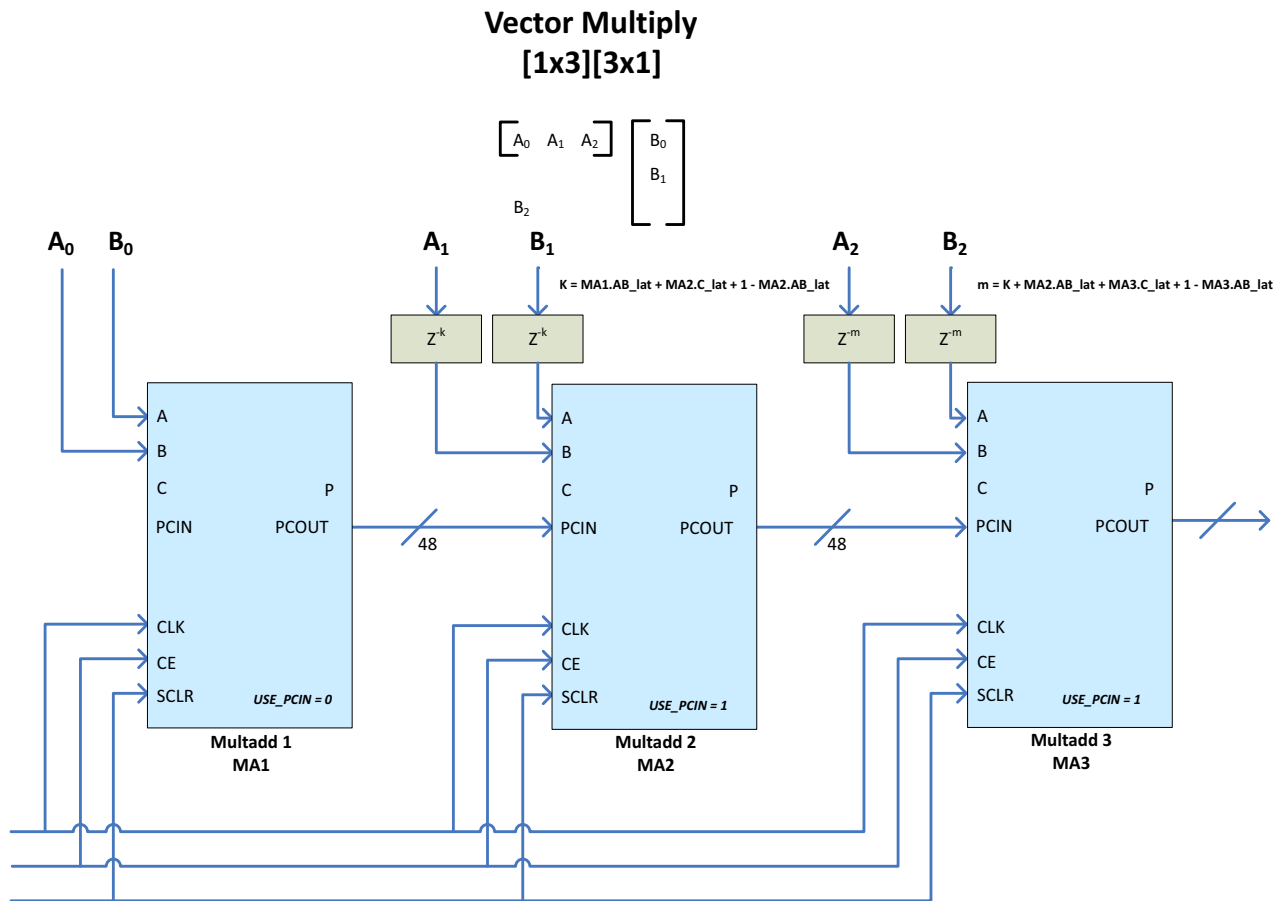 Vector Multiply
[1x3][3x1]
A₀ A₁ A₂ B₀
B₁
B₂
A₀ B₀ A₁ B₁ A₂ B₂
K = MA1.AB_lat + MA2.C_lat + 1 - MA2.AB_lat
m = K + MA2.AB_lat + MA3.C_lat + 1 - MA3.AB_lat
Z⁻ᵏ Z⁻ᵏ Z⁻ᵐ Z⁻ᵐ
A
B
C P
PCIN PCOUT
48
CLK
CE
SCLR
USE_PCIN = 0
Multadd 1
MA1
A
B
C P
PCIN PCOUT
48
CLK
CE
SCLR
USE_PCIN = 1
Multadd 2
MA2
A
B
C P
PCIN PCOUT
CLK
CE
SCLR
USE_PCIN = 1
Multadd 3
MA3